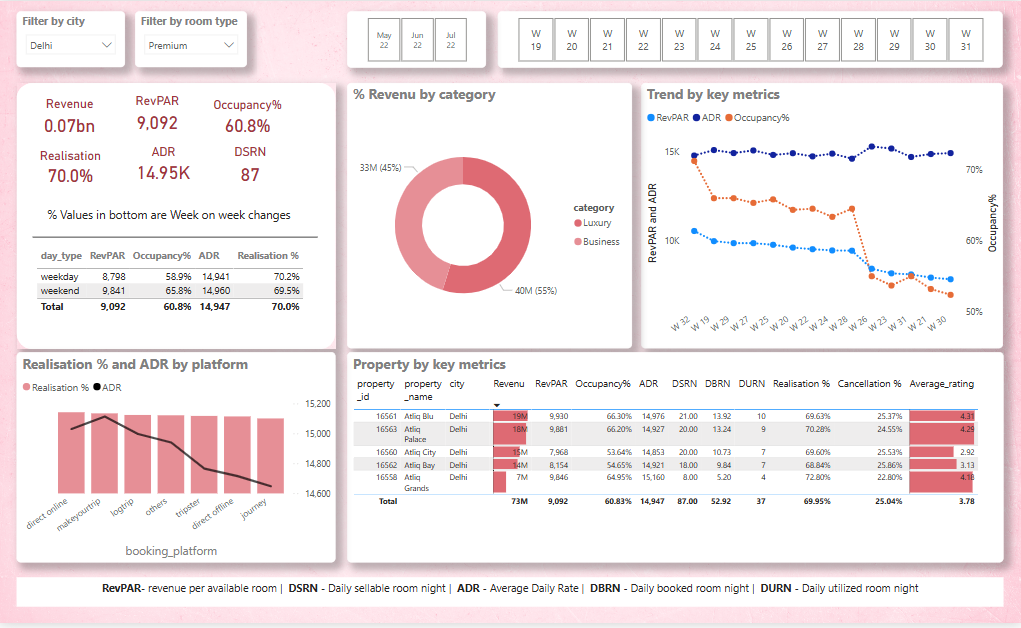 Filter by city
Delhi
Filter by room type
Premium
May 22
Jun 22
Jul 22
W 19
W 20
W 21
W 22
W 23
W 24
W 25
W 26
W 27
W 28
W 29
W 30
W 31
Revenue
0.07bn
RevPAR
9,092
Occupancy%
60.8%
Realisation
70.0%
ADR
14.95K
DSRN
87
% Values in bottom are Week on week changes
day_type RevPAR Occupancy% ADR Realisation %
weekday 8,798 58.9% 14,941 70.2%
weekend 9,841 65.8% 14,960 69.5%
Total 9,092 60.8% 14,947 70.0%
% Revenu by category
33M (45%)
40M (55%)
category
Luxury
Business
Trend by key metrics
RevPAR ADR Occupancy%
15K
10K
RevPAR and ADR
70%
60%
50%
Occupancy%
W 32 W 19 W 29 W 27 W 25 W 20 W 22 W 24 W 28 W 26 W 23 W 31 W 21 W 30
Realisation % and ADR by platform
Realisation % ADR
15,200
15,000
14,800
14,600
direct online makeyourtrip logtrip others tripster direct offline journey
booking_platform
Property by key metrics
property_id property_name city Revenu RevPAR Occupancy% ADR DSRN DBRN DURN Realisation % Cancellation % Average_rating
16561 Atliq Blu Delhi 19M 9,930 66.30% 14,976 21.00 13.92 10 69.63% 25.37% 4.31
16563 Atliq Palace Delhi 18M 9,881 66.20% 14,927 20.00 13.24 9 70.28% 24.55% 4.29
16560 Atliq City Delhi 15M 7,968 53.64% 14,853 20.00 10.73 7 69.60% 25.53% 2.92
16562 Atliq Bay Delhi 14M 8,154 54.65% 14,921 18.00 9.84 7 68.84% 25.86% 3.13
16558 Atliq Grands Delhi 7M 9,846 64.95% 15,160 8.00 5.20 4 72.80% 22.80% 4.18
Total 73M 9,092 60.83% 14,947 87.00 52.92 37 69.95% 25.04% 3.78
RevPAR- revenue per available room | DSRN - Daily sellable room night | ADR - Average Daily Rate | DBRN - Daily booked room night | DURN - Daily utilized room night